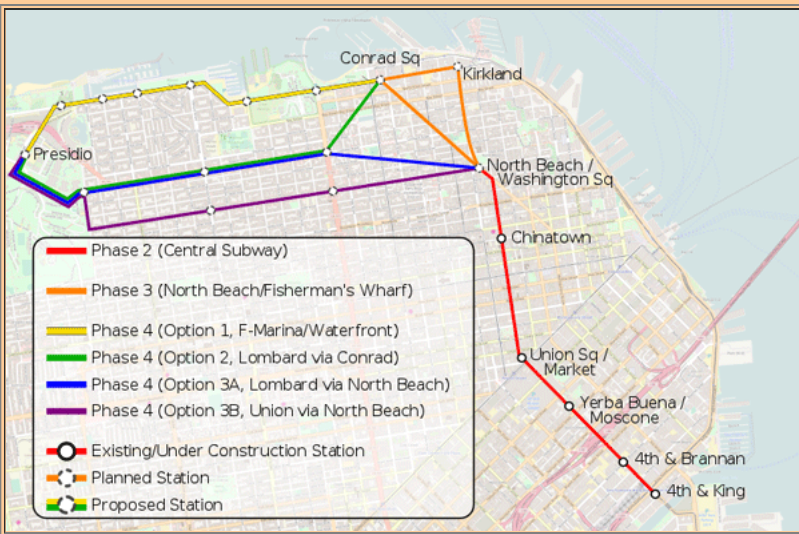 Conrad Sq
Kirkland
Presidio
North Beach /
Washington Sq
Chinatown
Phase 2 (Central Subway)
Phase 3 (North Beach/Fisherman's Wharf)
Phase 4 (Option 1, F-Marina/Waterfront)
Phase 4 (Option 2, Lombard via Conrad)
Phase 4 (Option 3A, Lombard via North Beach)
Phase 4 (Option 3B, Union via North Beach)
Existing/Under Construction Station
Planned Station
Proposed Station
Union Sq /
Market
Yerba Buena /
Moscone
4th & Brannan
4th & King